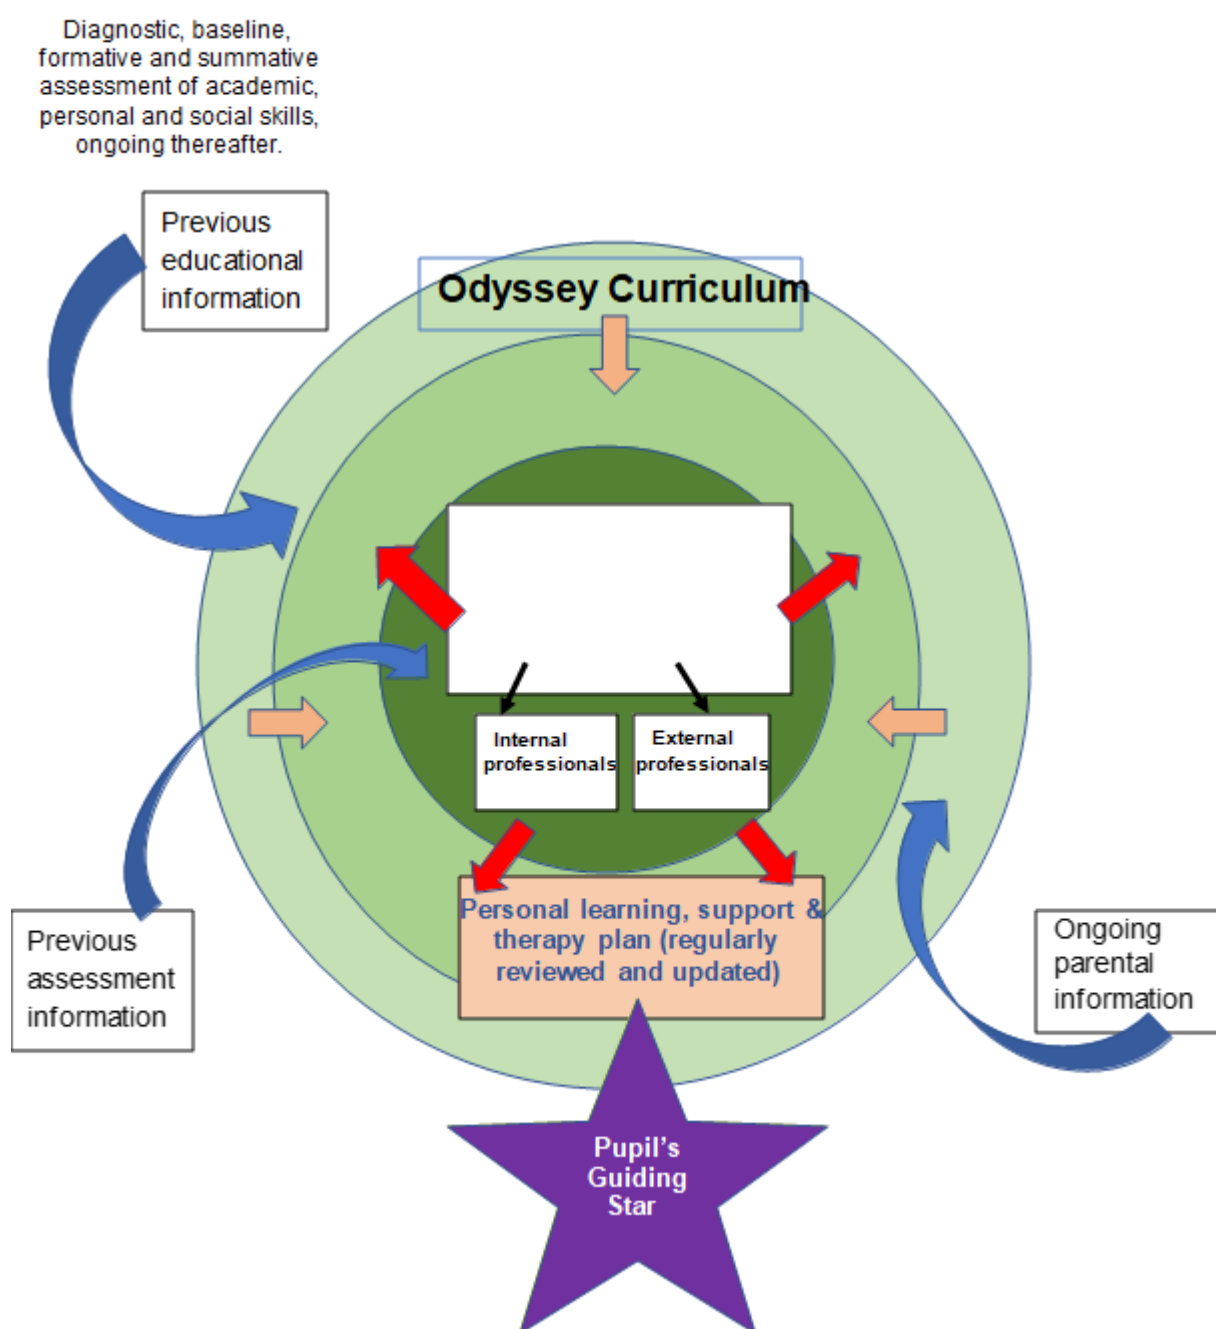 Diagnostic, baseline,
formative and summative
assessment of academic,
personal and social skills,
ongoing thereafter.
Previous
educational
information
Odyssey Curriculum
Internal
professionals
External
professionals
Personal learning, support &
therapy plan (regularly
reviewed and updated)
Previous
assessment
information
Ongoing
parental
information
Pupil’s
Guiding
Star